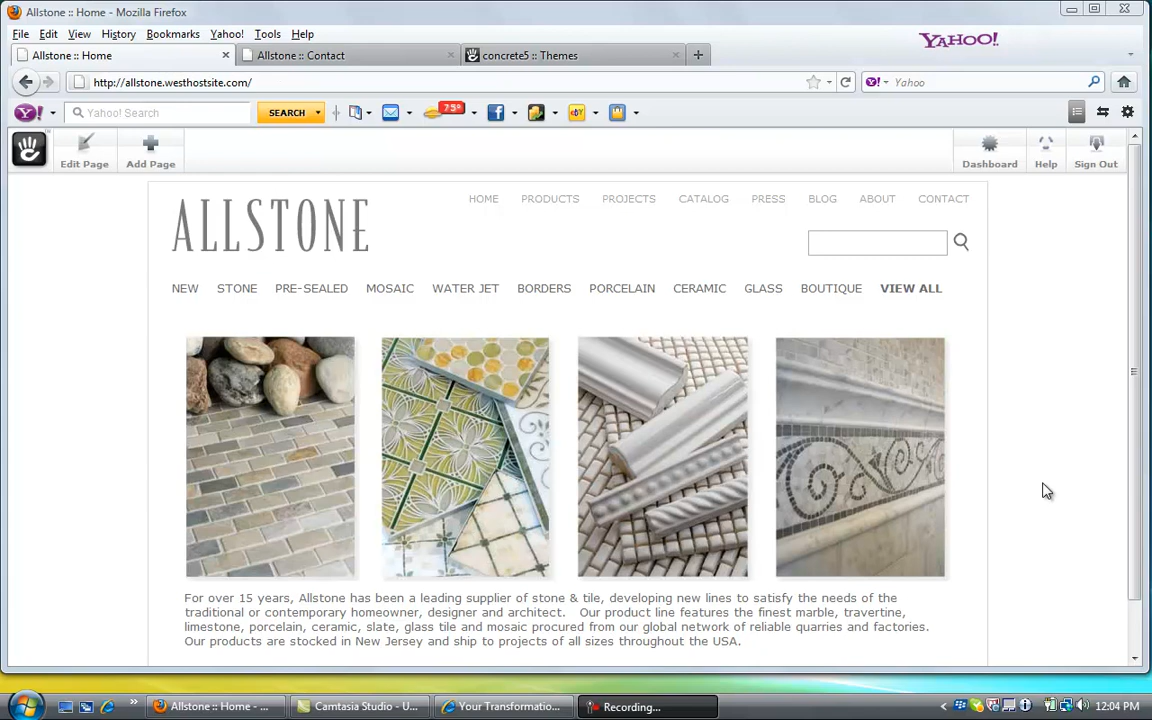 Allstone :: Home - Mozilla Firefox
File Edit View History Bookmarks Yahoo! Tools Help
YAHOO!
Allstone :: Home
Allstone :: Contact
concrete5 :: Themes
http://allstone.westhostsite.com/
Yahoo
Yahoo! Search
SEARCH
75°
Edit Page
Add Page
Dashboard
Help
Sign Out
ALLSTONE
HOME PRODUCTS PROJECTS CATALOG PRESS BLOG ABOUT CONTACT
NEW STONE PRE-SEALED MOSAIC WATER JET BORDERS PORCELAIN CERAMIC GLASS BOUTIQUE VIEW ALL
For over 15 years, Allstone has been a leading supplier of stone & tile, developing new lines to satisfy the needs of the
traditional or contemporary homeowner, designer and architect. Our product line features the finest marble, travertine,
limestone, porcelain, ceramic, slate, glass tile and mosaic procured from our global network of reliable quarries and factories.
Our products are stocked in New Jersey and ship to projects of all sizes throughout the USA.
Allstone :: Home - ...
Camtasia Studio - U...
Your Transformatio...
Recording...
12:04 PM